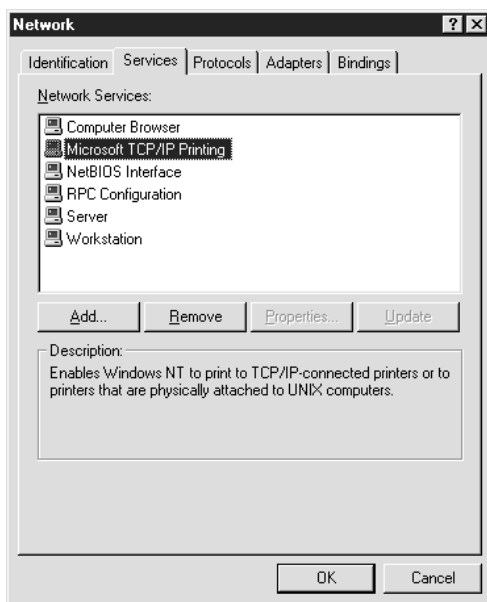 Network
Identification Services Protocols Adapters Bindings
Network Services:
Computer Browser
Microsoft TCP/IP Printing
NetBIOS Interface
RPC Configuration
Server
Workstation
Add... Remove Properties... Update
Description:
Enables Windows NT to print to TCP/IP-connected printers or to
printers that are physically attached to UNIX computers.
OK Cancel